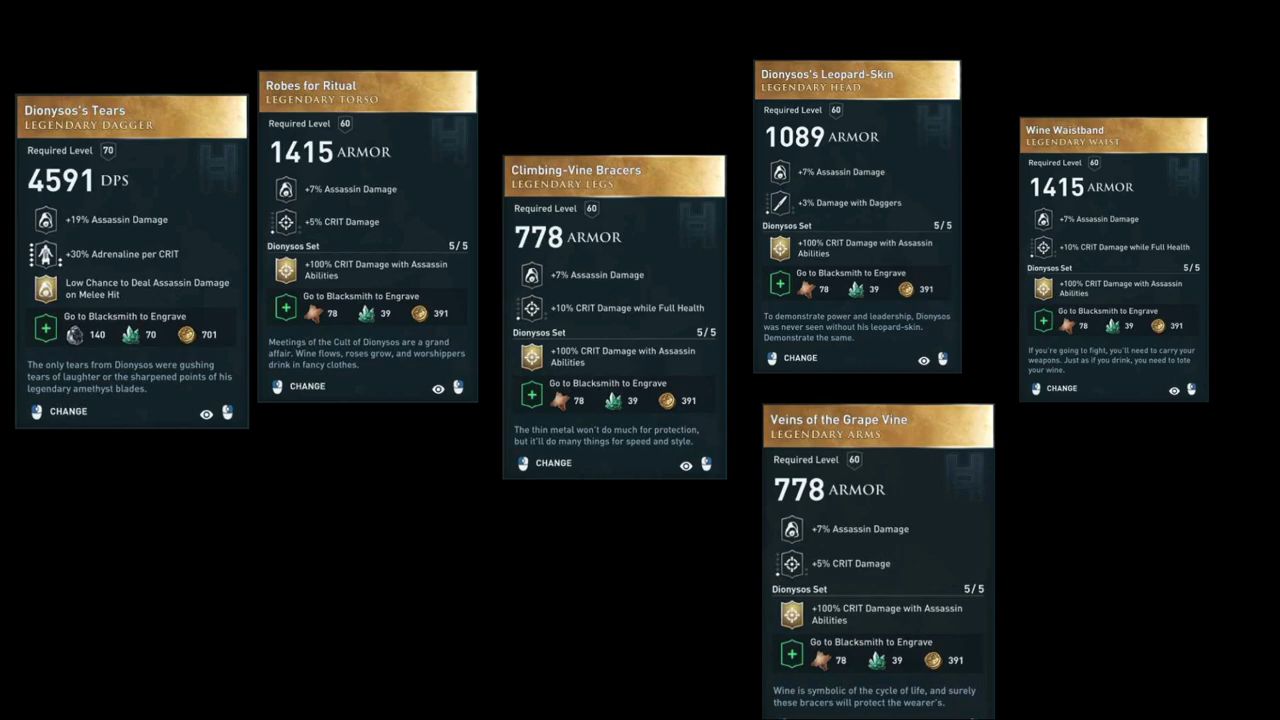 Dionysos's Tears
LEGENDARY DAGGER
Required Level 70
4591 DPS
+19% Assassin Damage
+30% Adrenaline per CRIT
Low Chance to Deal Assassin Damage
on Melee Hit
Go to Blacksmith to Engrave
140 70 701
The only tears from Dionysos were gushing
tears of laughter or the sharpened points of his
legendary amethyst blades.
CHANGE
Robes for Ritual
LEGENDARY TORSO
Required Level 60
1415 ARMOR
+7% Assassin Damage
+5% CRIT Damage
Dionysos Set 5/5
+100% CRIT Damage with Assassin
Abilities
Go to Blacksmith to Engrave
78 39 391
Meetings of the Cult of Dionysos are a grand
affair. Wine flows, roses grow, and worshippers
drink in fancy clothes.
CHANGE
Climbing-Vine Bracers
LEGENDARY LEGS
Required Level 60
778 ARMOR
+7% Assassin Damage
+10% CRIT Damage while Full Health
Dionysos Set 5/5
+100% CRIT Damage with Assassin
Abilities
Go to Blacksmith to Engrave
78 39 391
The thin metal won't do much for protection,
but it'll do many things for speed and style.
CHANGE
Dionysos's Leopard-Skin
LEGENDARY HEAD
Required Level 60
1089 ARMOR
+7% Assassin Damage
+3% Damage with Daggers
Dionysos Set 5/5
+100% CRIT Damage with Assassin
Abilities
Go to Blacksmith to Engrave
78 39 391
To demonstrate power and leadership, Dionysos
was never seen without his leopard-skin.
Demonstrate the same.
CHANGE
Veins of the Grape Vine
LEGENDARY ARMS
Required Level 60
778 ARMOR
+7% Assassin Damage
+5% CRIT Damage
Dionysos Set 5/5
+100% CRIT Damage with Assassin
Abilities
Go to Blacksmith to Engrave
78 39 391
Wine is symbolic of the cycle of life, and surely
these bracers will protect the wearer's.
Wine Waistband
LEGENDARY WAIST
Required Level 60
1415 ARMOR
+7% Assassin Damage
+10% CRIT Damage while Full Health
Dionysos Set 5/5
+100% CRIT Damage with Assassin
Abilities
Go to Blacksmith to Engrave
78 39 391
If you're going to fight, you'll need to carry your
weapons. Just as if you drink, you need to tote
your wine.
CHANGE